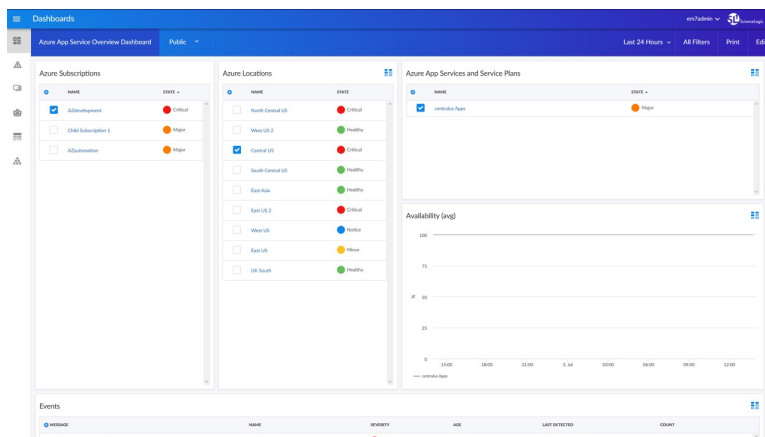 Dashboards
em7admin
ScienceLogic
Azure App Service Overview Dashboard
Public
Last 24 Hours
All Filters
Print
Edi
Azure Subscriptions
NAME
STATE
AZdevelopment
Critical
Child Subscription 1
Major
AZautomation
Major
Azure Locations
NAME
STATE
North Central US
Critical
West US 2
Healthy
Central US
Critical
South Central US
Healthy
East Asia
Healthy
East US 2
Critical
West US
Notice
East US
Minor
UK South
Healthy
Azure App Services and Service Plans
NAME
STATE
centralus Apps
Major
Availability (avg)
100
75
%
50
25
0
15:00 18:00 21:00 3. Jul 03:00 06:00 09:00 12:00
centralus Apps
Events
MESSAGE NAME SEVERITY AGE LAST DETECTED COUNT